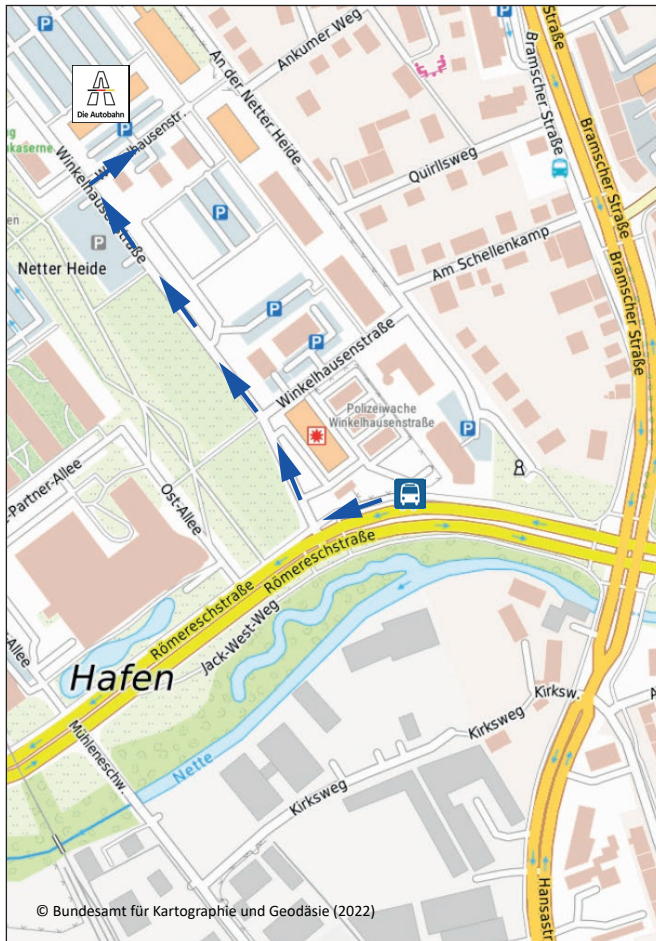 P
P
Ankumer Weg
Bramscher Straße
Straße
Bramscher Straße
An der Netter Heide
Die Autobahn
P
kaserne
Winkelhausenstraße
Quirllsweg
P
P
Netter Heide
Am Schellenkamp
Bramscher Straße
P
P
Winkelhausenstraße
Polizeiwache
Winkelhausenstraße
P
-Partner-Allee
Ost-Allee
Römereschstraße
Römereschstraße
Jack-West-Weg
Hafen
-Allee
Mühleneschw.
Nette
Kirksw.
Kirksweg
Kirksweg
Hansastr
© Bundesamt für Kartographie und Geodäsie (2022)